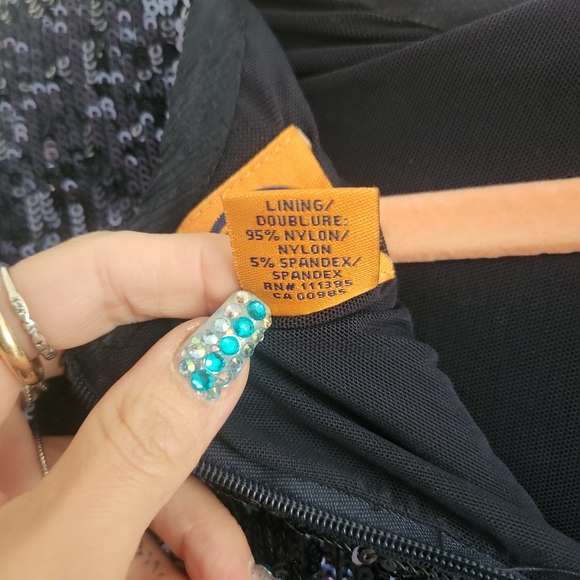 LINING/
DOUBLURE:
95% NYLON/
NYLON
5% SPANDEX/
SPANDEX
RN# 111395
CA 00985